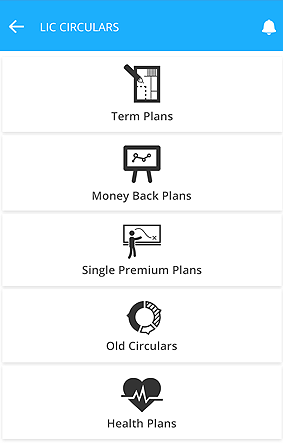 LIC CIRCULARS
Term Plans
Money Back Plans
Single Premium Plans
Old Circulars
Health Plans